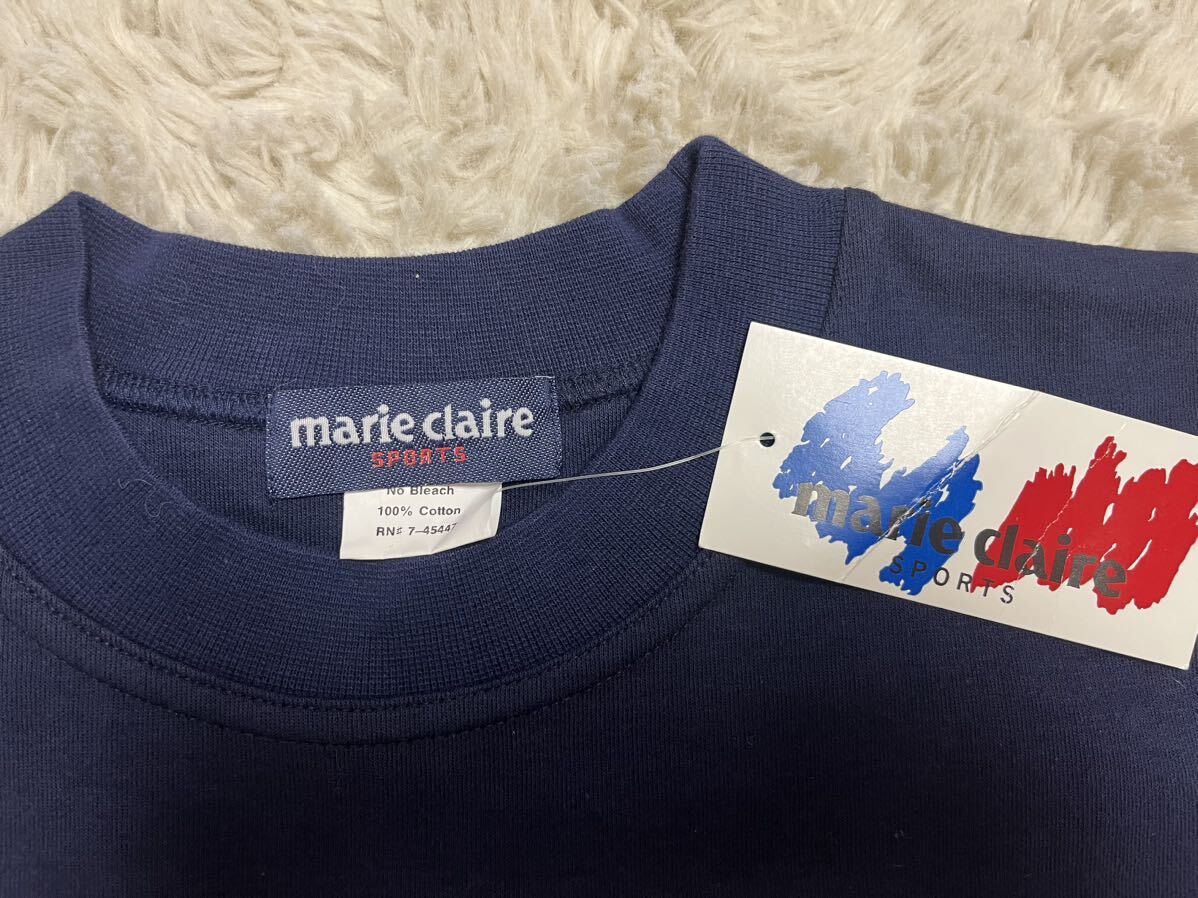 marie claire
SPORTS
No Bleach
100% Cotton
RN# 7-45447
marie claire
SPORTS